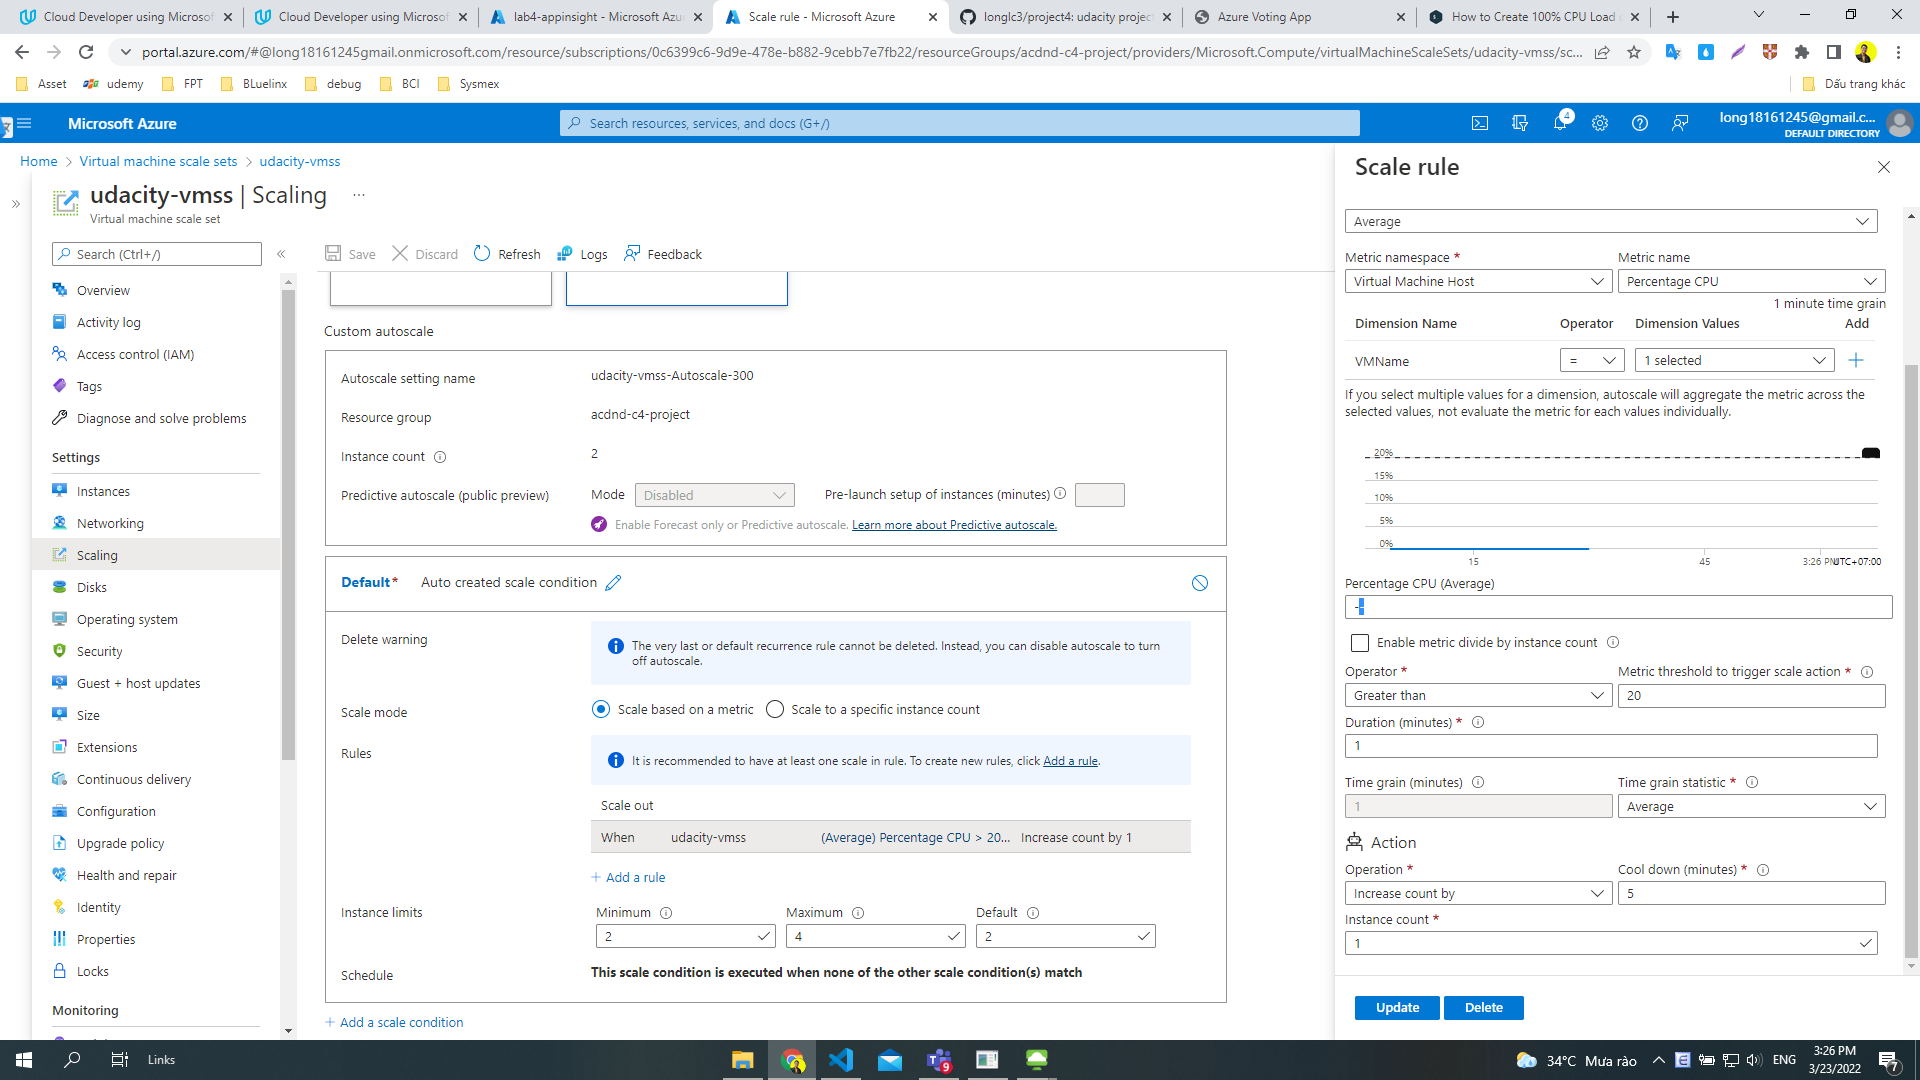 Cloud Developer using Microsof
Cloud Developer using Microsof
lab4-appinsight - Microsoft Azu
Scale rule - Microsoft Azure
longlc3/project4: udacity projec
Azure Voting App
How to Create 100% CPU Load
portal.azure.com/#@long18161245gmail.onmicrosoft.com/resource/subscriptions/0c6399c6-9d9e-478e-b882-9cebb7e7fb22/resourceGroups/acdnd-c4-project/providers/Microsoft.Compute/virtualMachineScaleSets/udacity-vmss/sc...
Asset
udemy
FPT
BLuelinx
debug
BCI
Sysmex
Dấu trang khác
Microsoft Azure
Search resources, services, and docs (G+/)
4
long18161245@gmail.c...
DEFAULT DIRECTORY
Home > Virtual machine scale sets > udacity-vmss
udacity-vmss | Scaling ...
Virtual machine scale set
Search (Ctrl+/)
Save
Discard
Refresh
Logs
Feedback
Overview
Activity log
Access control (IAM)
Tags
Diagnose and solve problems
Settings
Instances
Networking
Scaling
Disks
Operating system
Security
Guest + host updates
Size
Extensions
Continuous delivery
Configuration
Upgrade policy
Health and repair
Identity
Properties
Locks
Monitoring
Custom autoscale
Autoscale setting name udacity-vmss-Autoscale-300
Resource group acdnd-c4-project
Instance count 2
Predictive autoscale (public preview) Mode Disabled Pre-launch setup of instances (minutes)
Enable Forecast only or Predictive autoscale. Learn more about Predictive autoscale.
Default* Auto created scale condition
Delete warning
The very last or default recurrence rule cannot be deleted. Instead, you can disable autoscale to turn
off autoscale.
Scale mode Scale based on a metric Scale to a specific instance count
Rules
It is recommended to have at least one scale in rule. To create new rules, click Add a rule.
Scale out
When udacity-vmss (Average) Percentage CPU > 20... Increase count by 1
+ Add a rule
Instance limits Minimum Maximum Default
2 4 2
Schedule This scale condition is executed when none of the other scale condition(s) match
+ Add a scale condition
Scale rule
Average
Metric namespace * Metric name
Virtual Machine Host Percentage CPU
1 minute time grain
Dimension Name Operator Dimension Values Add
VMName = 1 selected
If you select multiple values for a dimension, autoscale will aggregate the metric across the
selected values, not evaluate the metric for each values individually.
20%
15%
10%
5%
0%
15 45 3:26 PM UTC+07:00
Percentage CPU (Average)
--
Enable metric divide by instance count
Operator * Metric threshold to trigger scale action *
Greater than 20
Duration (minutes) *
1
Time grain (minutes) Time grain statistic *
1 Average
Action
Operation * Cool down (minutes) *
Increase count by 5
Instance count *
1
Update Delete
Links
9
34°C Mưa rào
ENG
3:26 PM
3/23/2022
7